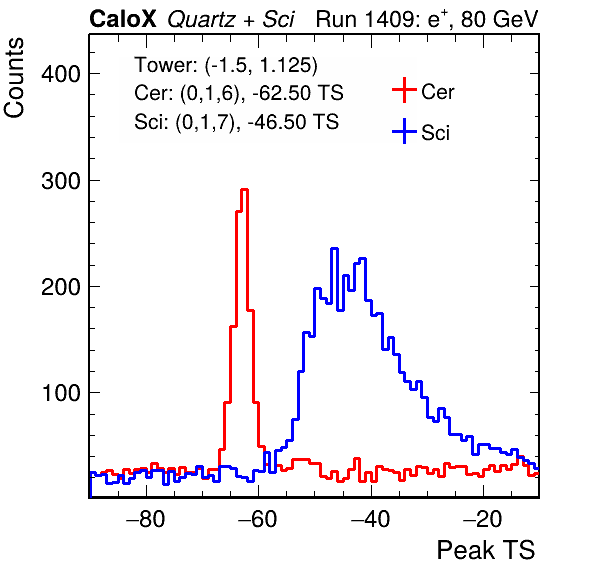 CaloX Quartz + Sci Run 1409: e+, 80 GeV
Counts
Tower: (-1.5, 1.125)
Cer: (0,1,6), -62.50 TS
Sci: (0,1,7), -46.50 TS
Cer
Sci
400
300
200
100
−80 −60 −40 −20
Peak TS